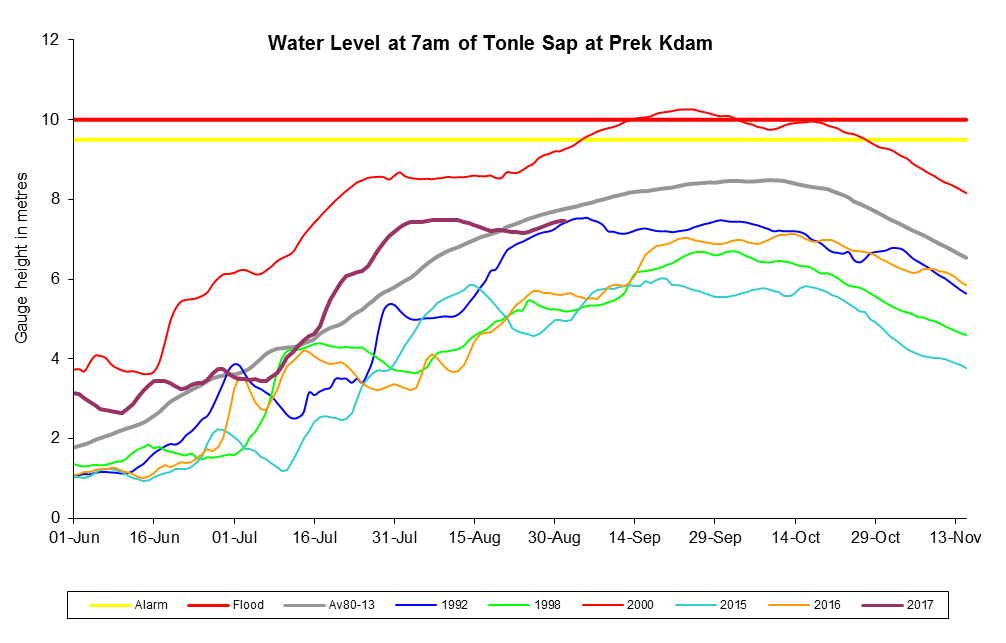 Water Level at 7am of Tonle Sap at Prek Kdam
Gauge height in metres
12
10
8
6
4
2
0
01-Jun 16-Jun 01-Jul 16-Jul 31-Jul 15-Aug 30-Aug 14-Sep 29-Sep 14-Oct 29-Oct 13-Nov
Alarm Flood Av80-13 1992 1998 2000 2015 2016 2017